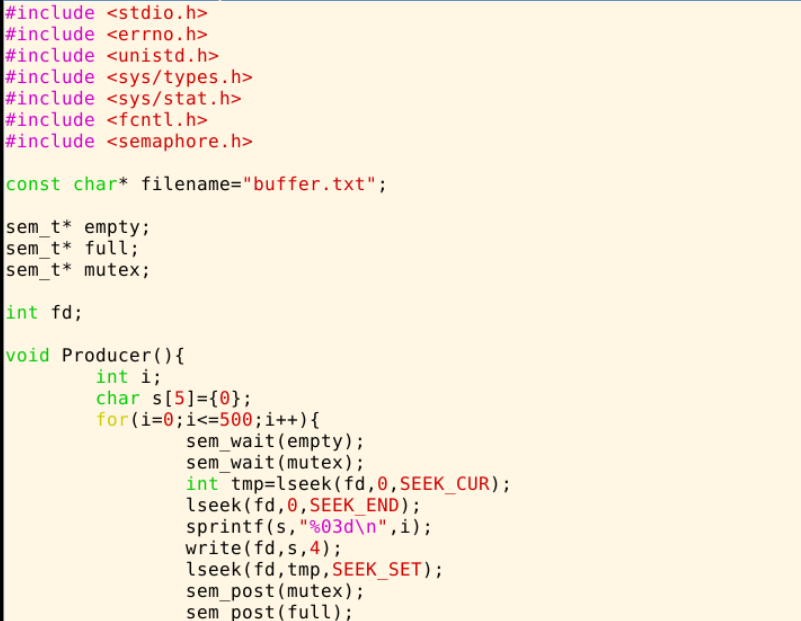 #include <stdio.h>
#include <errno.h>
#include <unistd.h>
#include <sys/types.h>
#include <sys/stat.h>
#include <fcntl.h>
#include <semaphore.h>
const char* filename="buffer.txt";
sem_t* empty;
sem_t* full;
sem_t* mutex;
int fd;
void Producer(){
        int i;
        char s[5]={0};
        for(i=0;i<=500;i++){
                sem_wait(empty);
                sem_wait(mutex);
                int tmp=lseek(fd,0,SEEK_CUR);
                lseek(fd,0,SEEK_END);
                sprintf(s,"%03d\n",i);
                write(fd,s,4);
                lseek(fd,tmp,SEEK_SET);
                sem_post(mutex);
                sem_post(full);